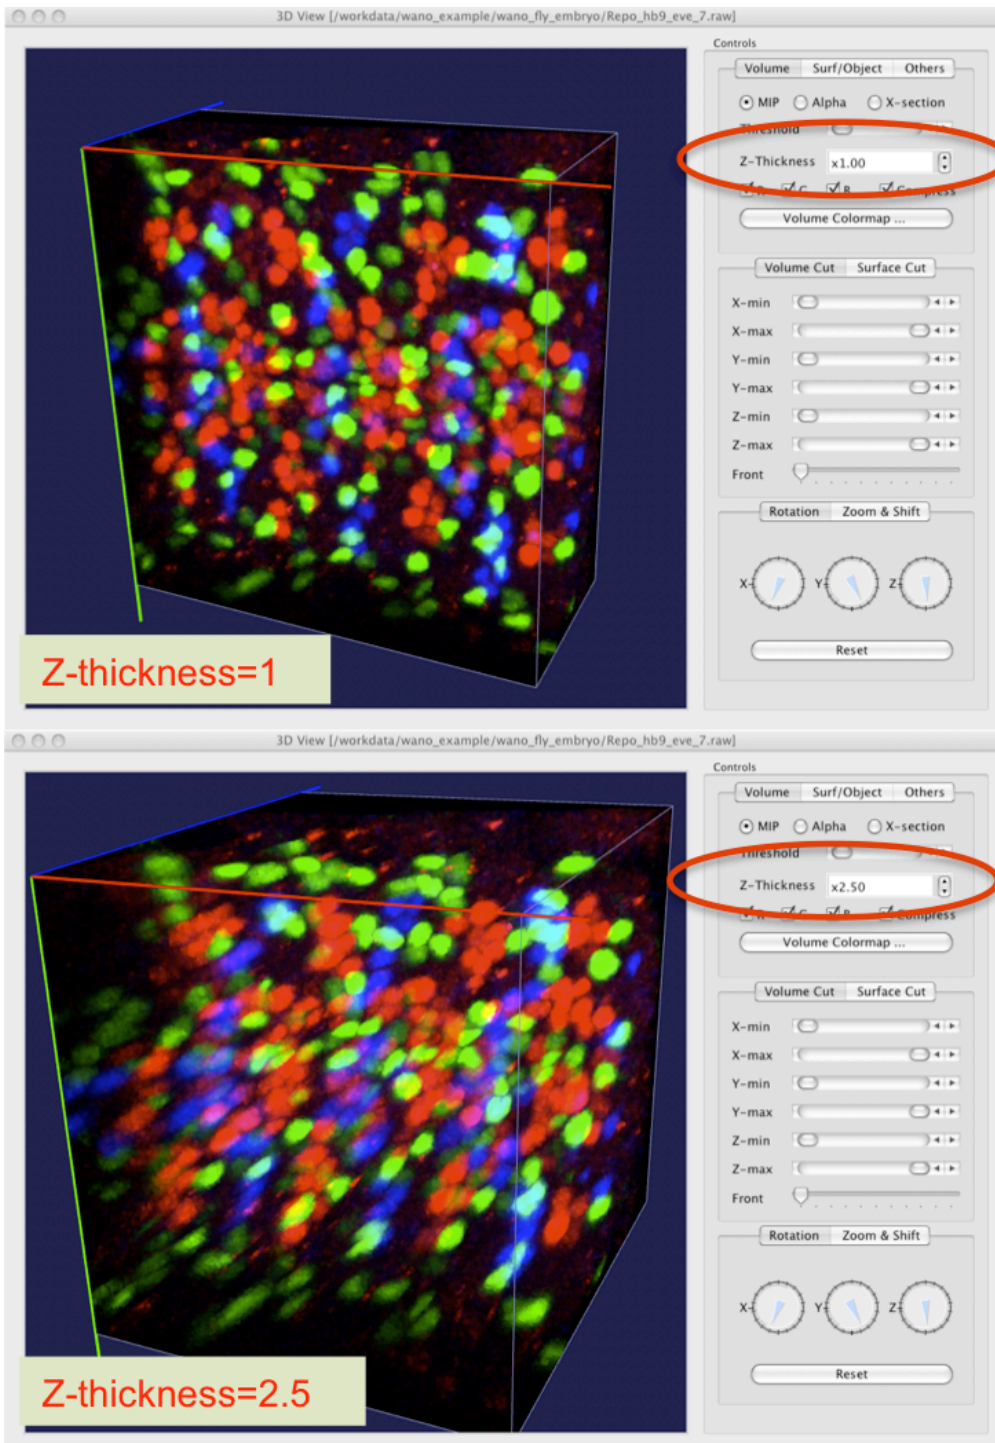 3D View [/workdata/wano_example/wano_fly_embryo/Repo_hb9_eve_7.raw]
Controls
Volume Surf/Object Others
MIP Alpha X-section
Threshold
Z-Thickness x1.00
R G B Compress
Volume Colormap ...
Volume Cut Surface Cut
X-min
X-max
Y-min
Y-max
Z-min
Z-max
Front
Rotation Zoom & Shift
X Y Z
Reset
Z-thickness=1
3D View [/workdata/wano_example/wano_fly_embryo/Repo_hb9_eve_7.raw]
Controls
Volume Surf/Object Others
MIP Alpha X-section
Threshold
Z-Thickness x2.50
R G B Compress
Volume Colormap ...
Volume Cut Surface Cut
X-min
X-max
Y-min
Y-max
Z-min
Z-max
Front
Rotation Zoom & Shift
X Y Z
Reset
Z-thickness=2.5